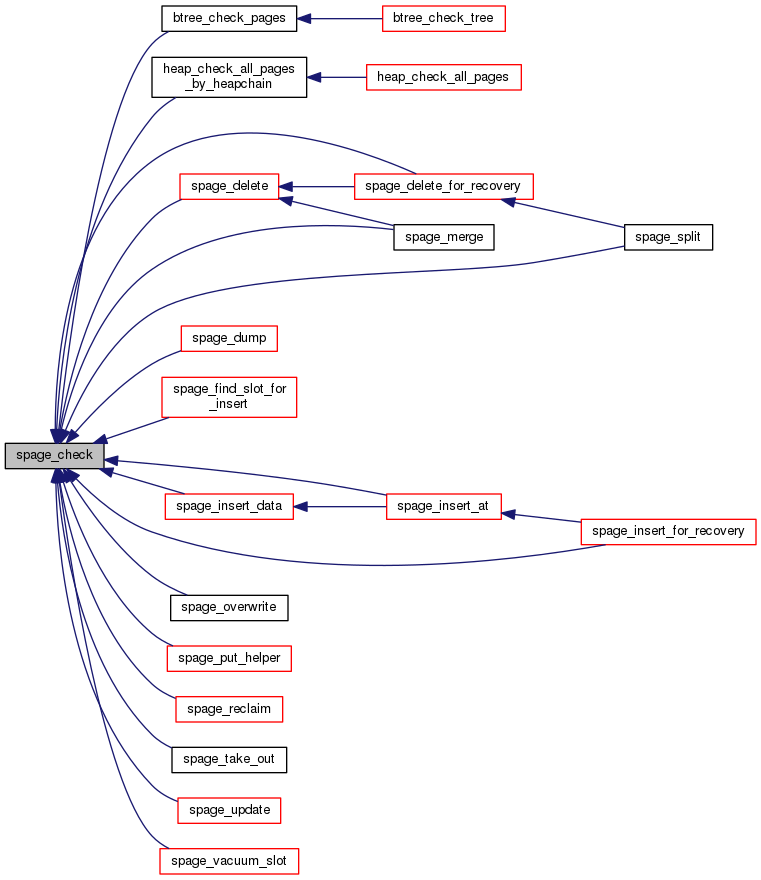 btree_check_pages
btree_check_tree
heap_check_all_pages
_by_heapchain
heap_check_all_pages
spage_delete
spage_delete_for_recovery
spage_merge
spage_split
spage_dump
spage_find_slot_for
_insert
spage_check
spage_insert_data
spage_insert_at
spage_insert_for_recovery
spage_overwrite
spage_put_helper
spage_reclaim
spage_take_out
spage_update
spage_vacuum_slot